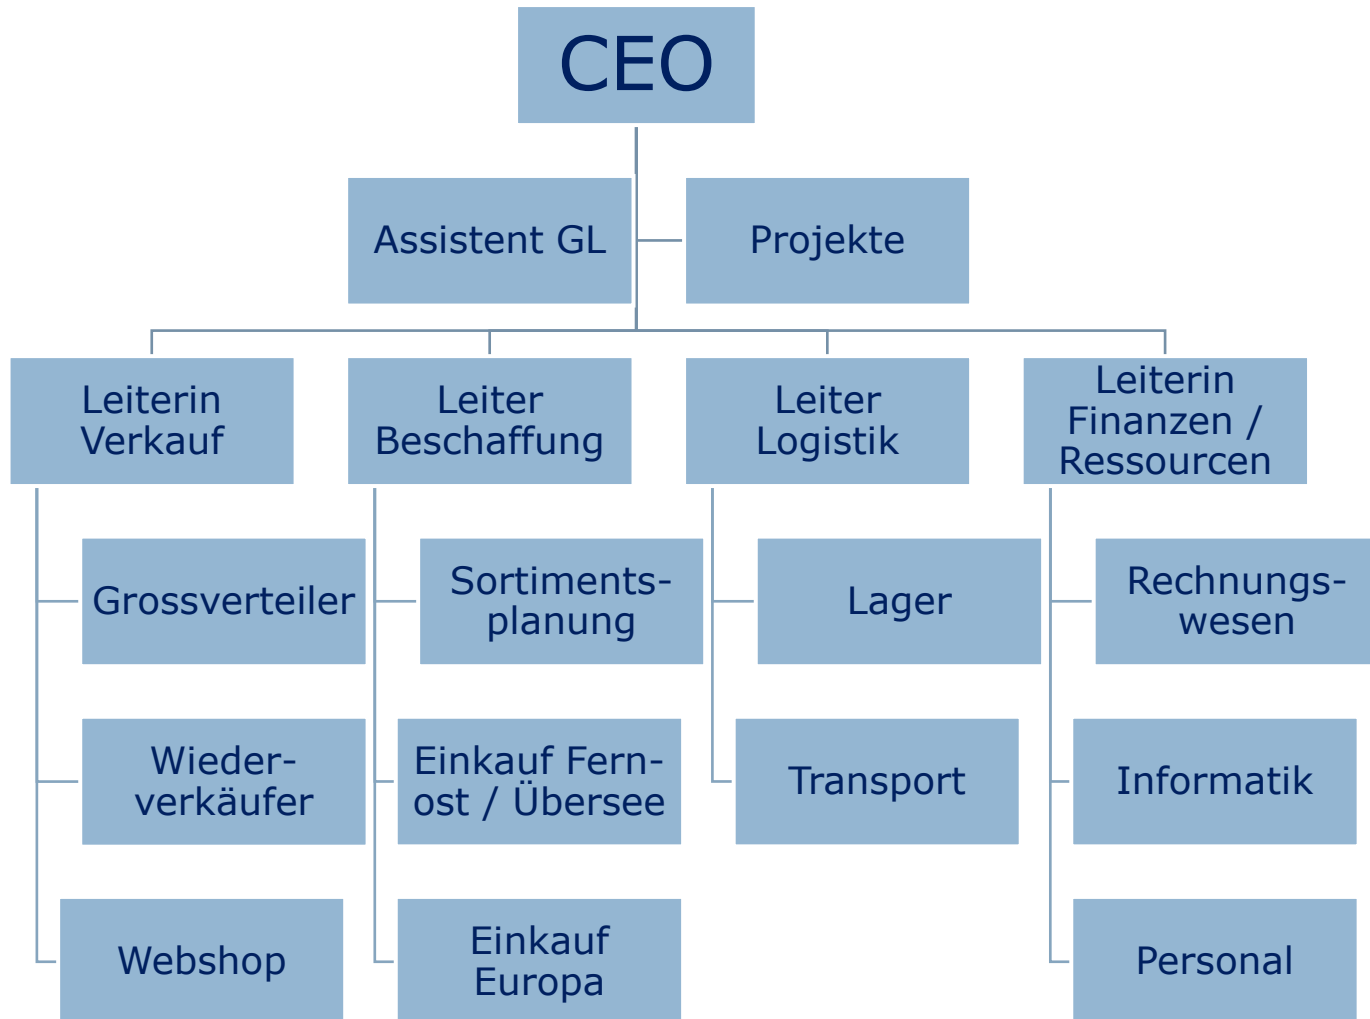 CEO
Assistent GL
Projekte
Leiterin
Verkauf
Leiter
Beschaffung
Leiter
Logistik
Leiterin
Finanzen /
Ressourcen
Grossverteiler
Sortiments-
planung
Lager
Rechnungs-
wesen
Wieder-
verkäufer
Einkauf Fern-
ost / Übersee
Transport
Informatik
Webshop
Einkauf
Europa
Personal